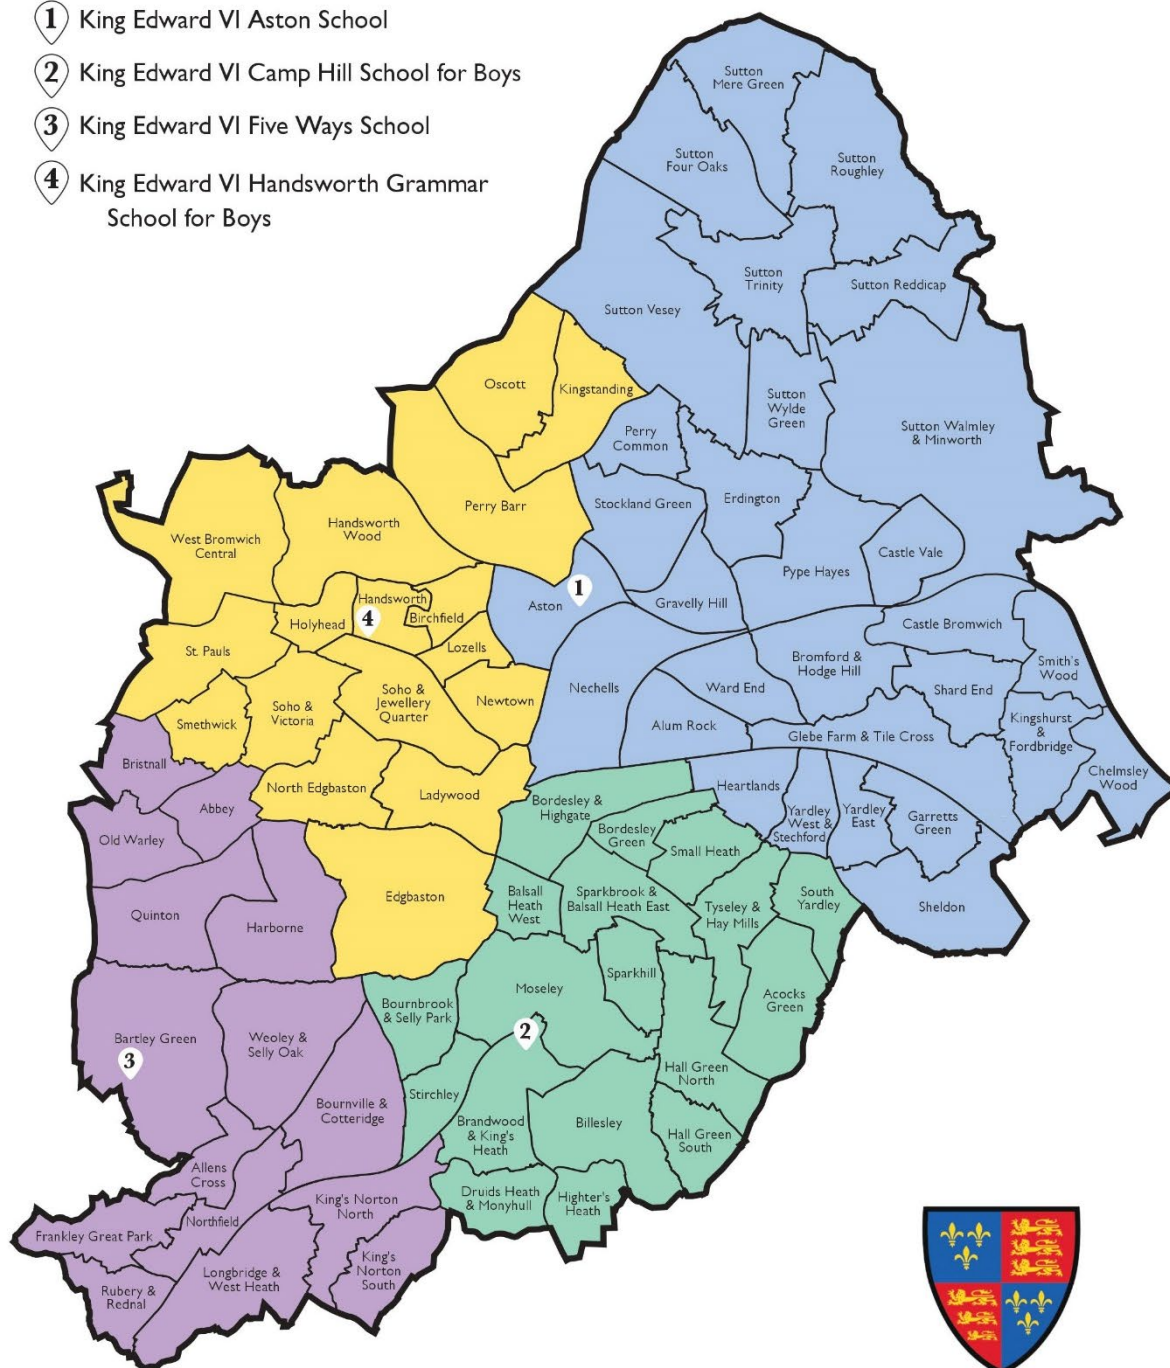 1 King Edward VI Aston School
2 King Edward VI Camp Hill School for Boys
3 King Edward VI Five Ways School
4 King Edward VI Handsworth Grammar
School for Boys
Sutton
Mere Green
Sutton
Four Oaks
Sutton
Roughley
Sutton
Trinity
Sutton Reddicap
Sutton Vesey
Oscott
Kingstanding
Sutton
Wylde
Green
Sutton Walmley
& Minworth
Perry
Common
Erdington
Stockland Green
Perry Barr
Handsworth
Wood
West Bromwich
Central
Castle Vale
Pype Hayes
1
Aston
Gravelly Hill
Handsworth
4
Birchfield
Holyhead
Lozells
St. Pauls
Castle Bromwich
Smith's
Wood
Bromford &
Hodge Hill
Shard End
Ward End
Nechells
Newtown
Soho &
Jewellery
Quarter
Soho &
Victoria
Smethwick
Alum Rock
Glebe Farm & Tile Cross
Kingshurst
&
Fordbridge
Chelmsley
Wood
Bristnall
North Edgbaston
Ladywood
Abbey
Old Warley
Bordesley &
Highgate
Heartlands
Yardley
West &
Stechford
Yardley
East
Garretts
Green
Bordesley
Green
Small Heath
Quinton
Harborne
Edgbaston
Balsall
Heath
West
Sparkbrook &
Balsall Heath East
Tyseley &
Hay Mills
South
Yardley
Sheldon
Sparkhill
Moseley
Acocks
Green
Bournbrook
& Selly Park
2
Bartley Green
3
Weoley &
Selly Oak
Hall Green
North
Stirchley
Bournville &
Cotteridge
Brandwood
& King's
Heath
Billesley
Hall Green
South
Allens
Cross
Druids Heath
& Monyhull
Highter's
Heath
King's Norton
North
Northfield
Frankley Great Park
King's
Norton
South
Longbridge &
West Heath
Rubery &
Rednal